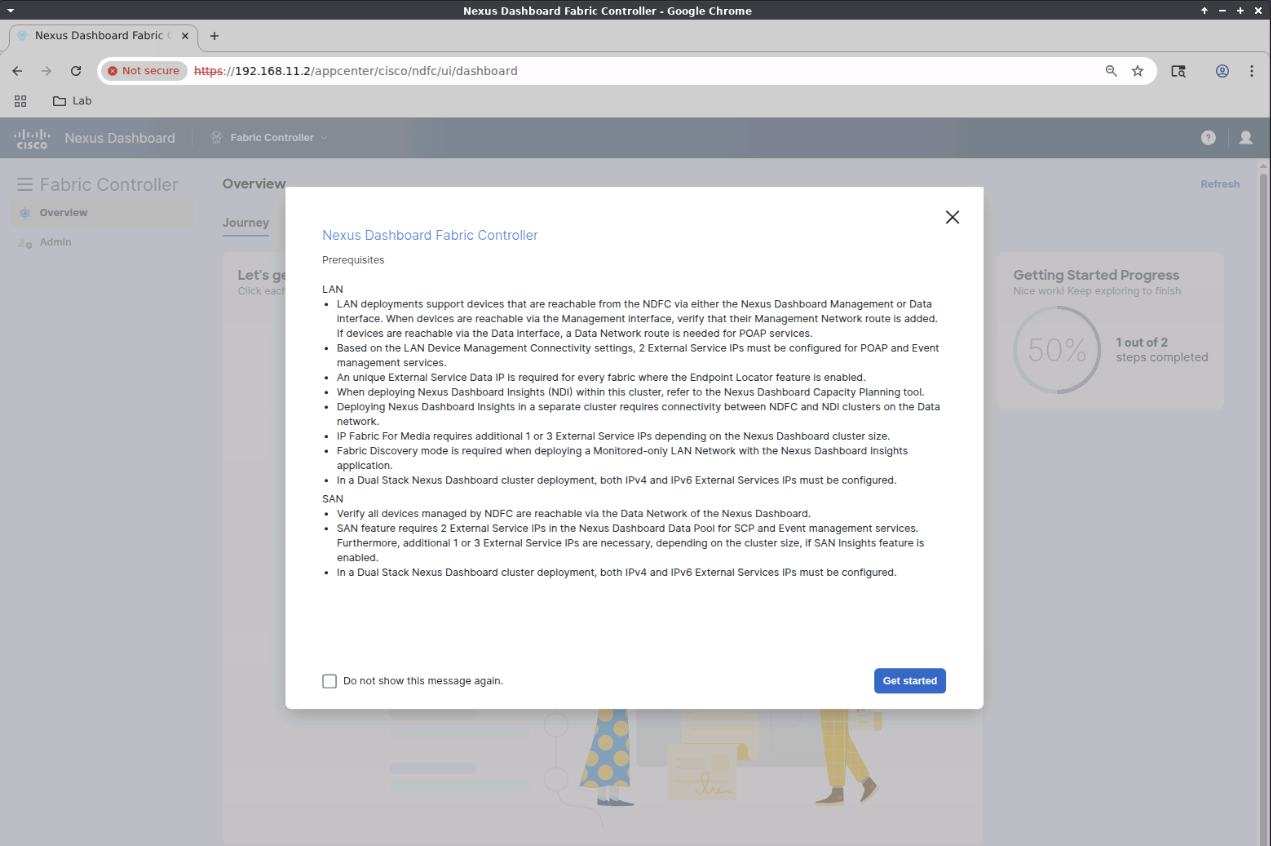 Nexus Dashboard Fabric Controller - Google Chrome
Nexus Dashboard Fabric
Not secure
https://192.168.11.2/appcenter/cisco/ndfc/ui/dashboard
Lab
CISCO
Nexus Dashboard
Fabric Controller
?
Fabric Controller
Overview
Admin
Overview
Refresh
Journey
Let's ge
Click each
Nexus Dashboard Fabric Controller
Prerequisites
LAN
• LAN deployments support devices that are reachable from the NDFC via either the Nexus Dashboard Management or Data
Interface. When devices are reachable via the Management interface, verify that their Management Network route is added.
If devices are reachable via the Data interface, a Data Network route is needed for POAP services.
• Based on the LAN Device Management Connectivity settings, 2 External Service IPs must be configured for POAP and Event
management services.
• An unique External Service Data IP is required for every fabric where the Endpoint Locator feature is enabled.
• When deploying Nexus Dashboard Insights (NDI) within this cluster, refer to the Nexus Dashboard Capacity Planning tool.
• Deploying Nexus Dashboard Insights in a separate cluster requires connectivity between NDFC and NDI clusters on the Data
network.
• IP Fabric For Media requires additional 1 or 3 External Service IPs depending on the Nexus Dashboard cluster size.
• Fabric Discovery mode is required when deploying a Monitored-only LAN Network with the Nexus Dashboard Insights
application.
• In a Dual Stack Nexus Dashboard cluster deployment, both IPv4 and IPv6 External Services IPs must be configured.
SAN
• Verify all devices managed by NDFC are reachable via the Data Network of the Nexus Dashboard.
• SAN feature requires 2 External Service IPs in the Nexus Dashboard Data Pool for SCP and Event management services.
Furthermore, additional 1 or 3 External Service IPs are necessary, depending on the cluster size, if SAN Insights feature is
enabled.
• In a Dual Stack Nexus Dashboard cluster deployment, both IPv4 and IPv6 External Services IPs must be configured.
Do not show this message again.
Get started
Getting Started Progress
Nice work! Keep exploring to finish
50%
1 out of 2
steps completed